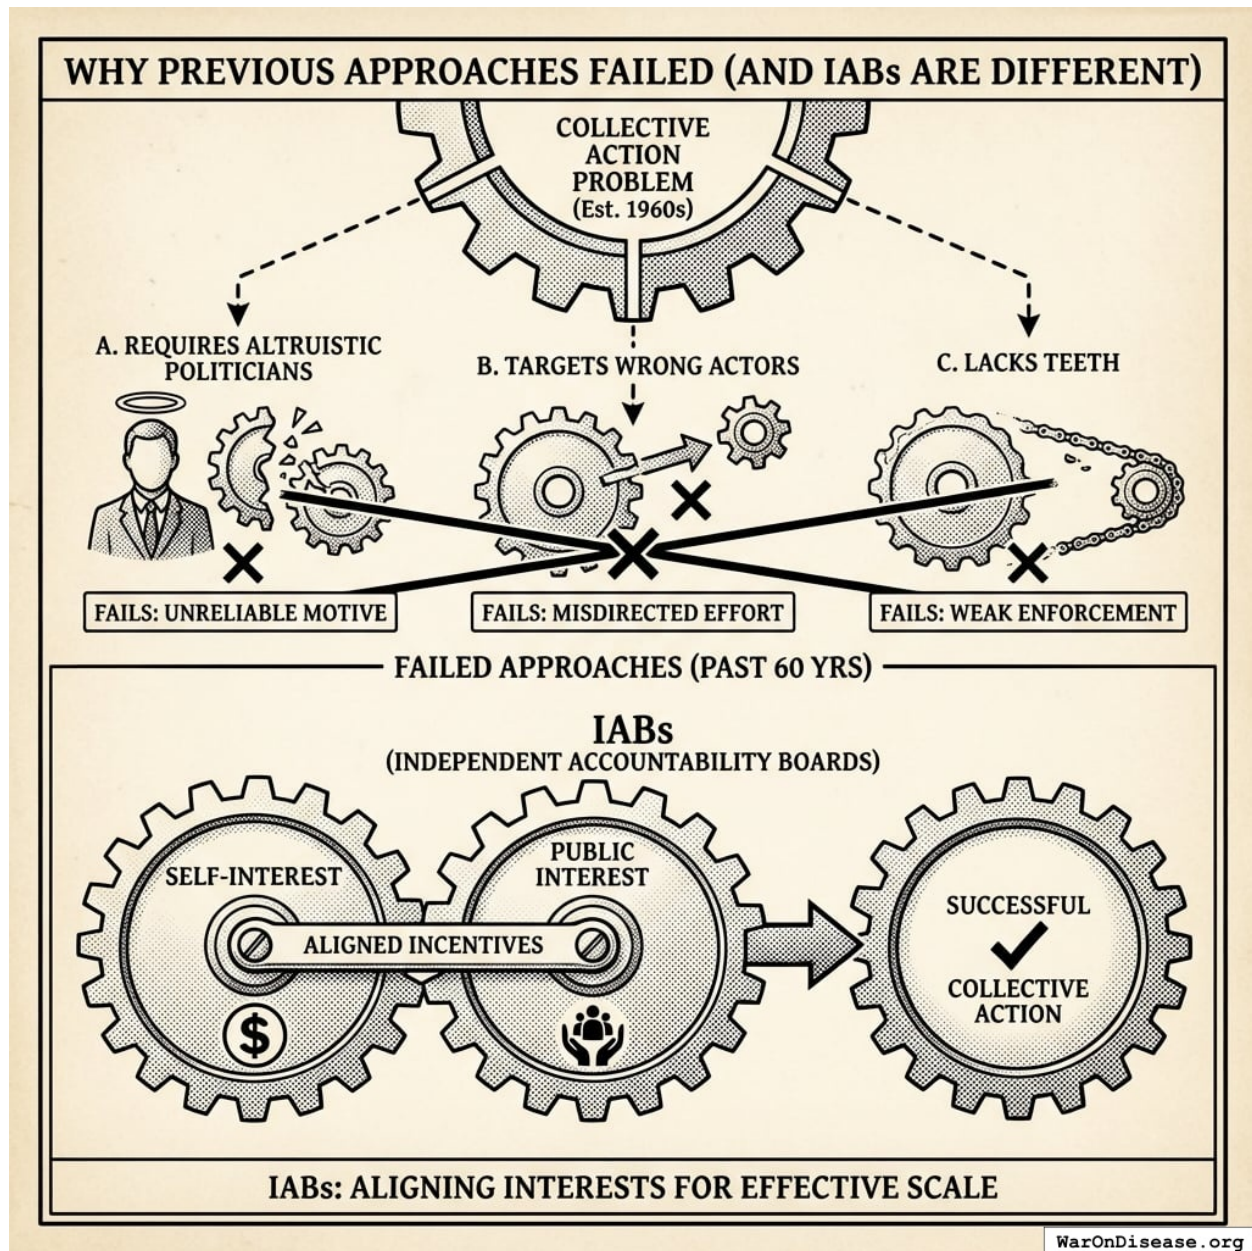 WHY PREVIOUS APPROACHES FAILED (AND IABs ARE DIFFERENT)
COLLECTIVE
ACTION
PROBLEM
(Est. 1960s)
A. REQUIRES ALTRUISTIC
POLITICIANS
B. TARGETS WRONG ACTORS
C. LACKS TEETH
FAILS: UNRELIABLE MOTIVE
FAILS: MISDIRECTED EFFORT
FAILS: WEAK ENFORCEMENT
FAILED APPROACHES (PAST 60 YRS)
IABs
(INDEPENDENT ACCOUNTABILITY BOARDS)
SELF-INTEREST
PUBLIC
INTEREST
ALIGNED INCENTIVES
$
SUCCESSFUL
COLLECTIVE
ACTION
IABs: ALIGNING INTERESTS FOR EFFECTIVE SCALE
WarOnDisease.org